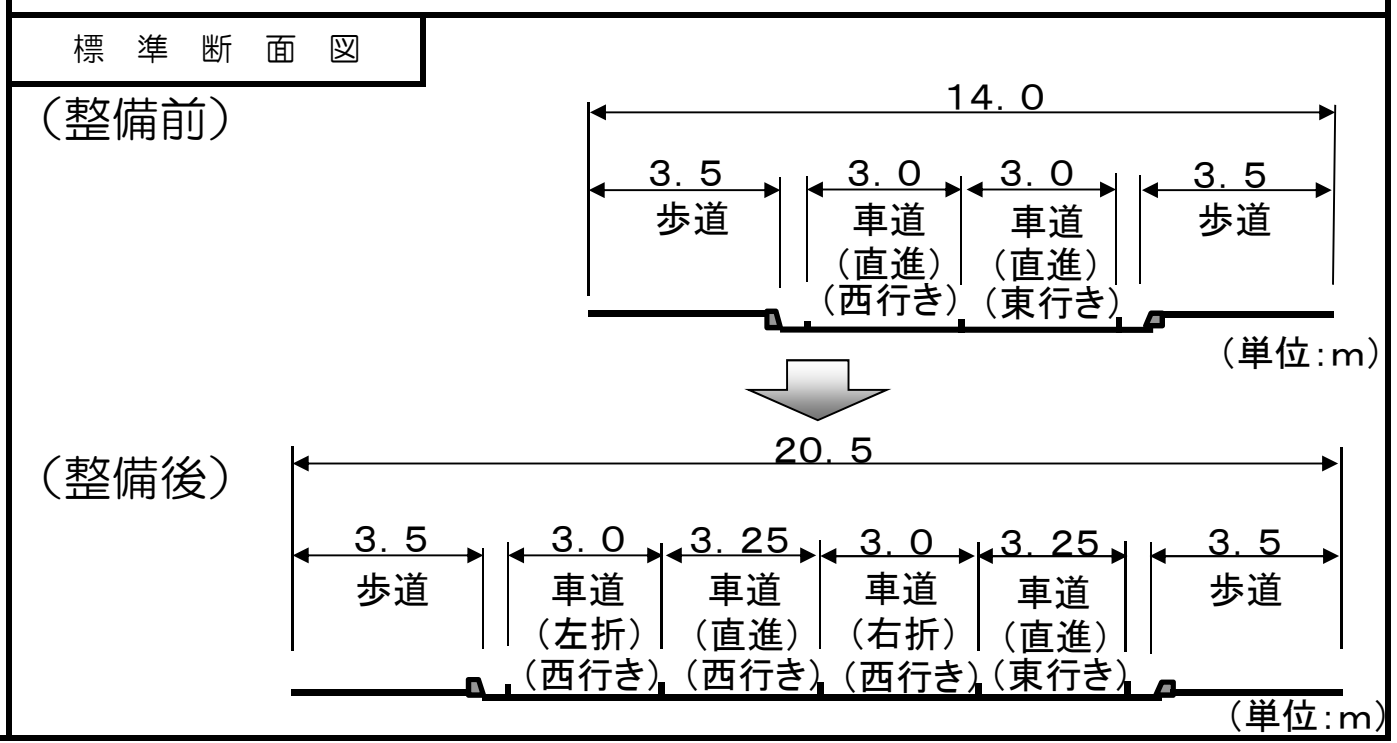 標 準 断 面 図
（整備前）
14. 0
3. 5 3. 0 3. 0 3. 5
歩道 車道 車道 歩道
(直進) (直進)
(西行き) (東行き)
(単位:m)
（整備後）
20. 5
3. 5 3. 0 3. 25 3. 0 3. 25 3. 5
歩道 車道 車道 車道 車道 歩道
(左折) (直進) (右折) (直進)
(西行き) (西行き) (西行き) (東行き)
(単位:m)